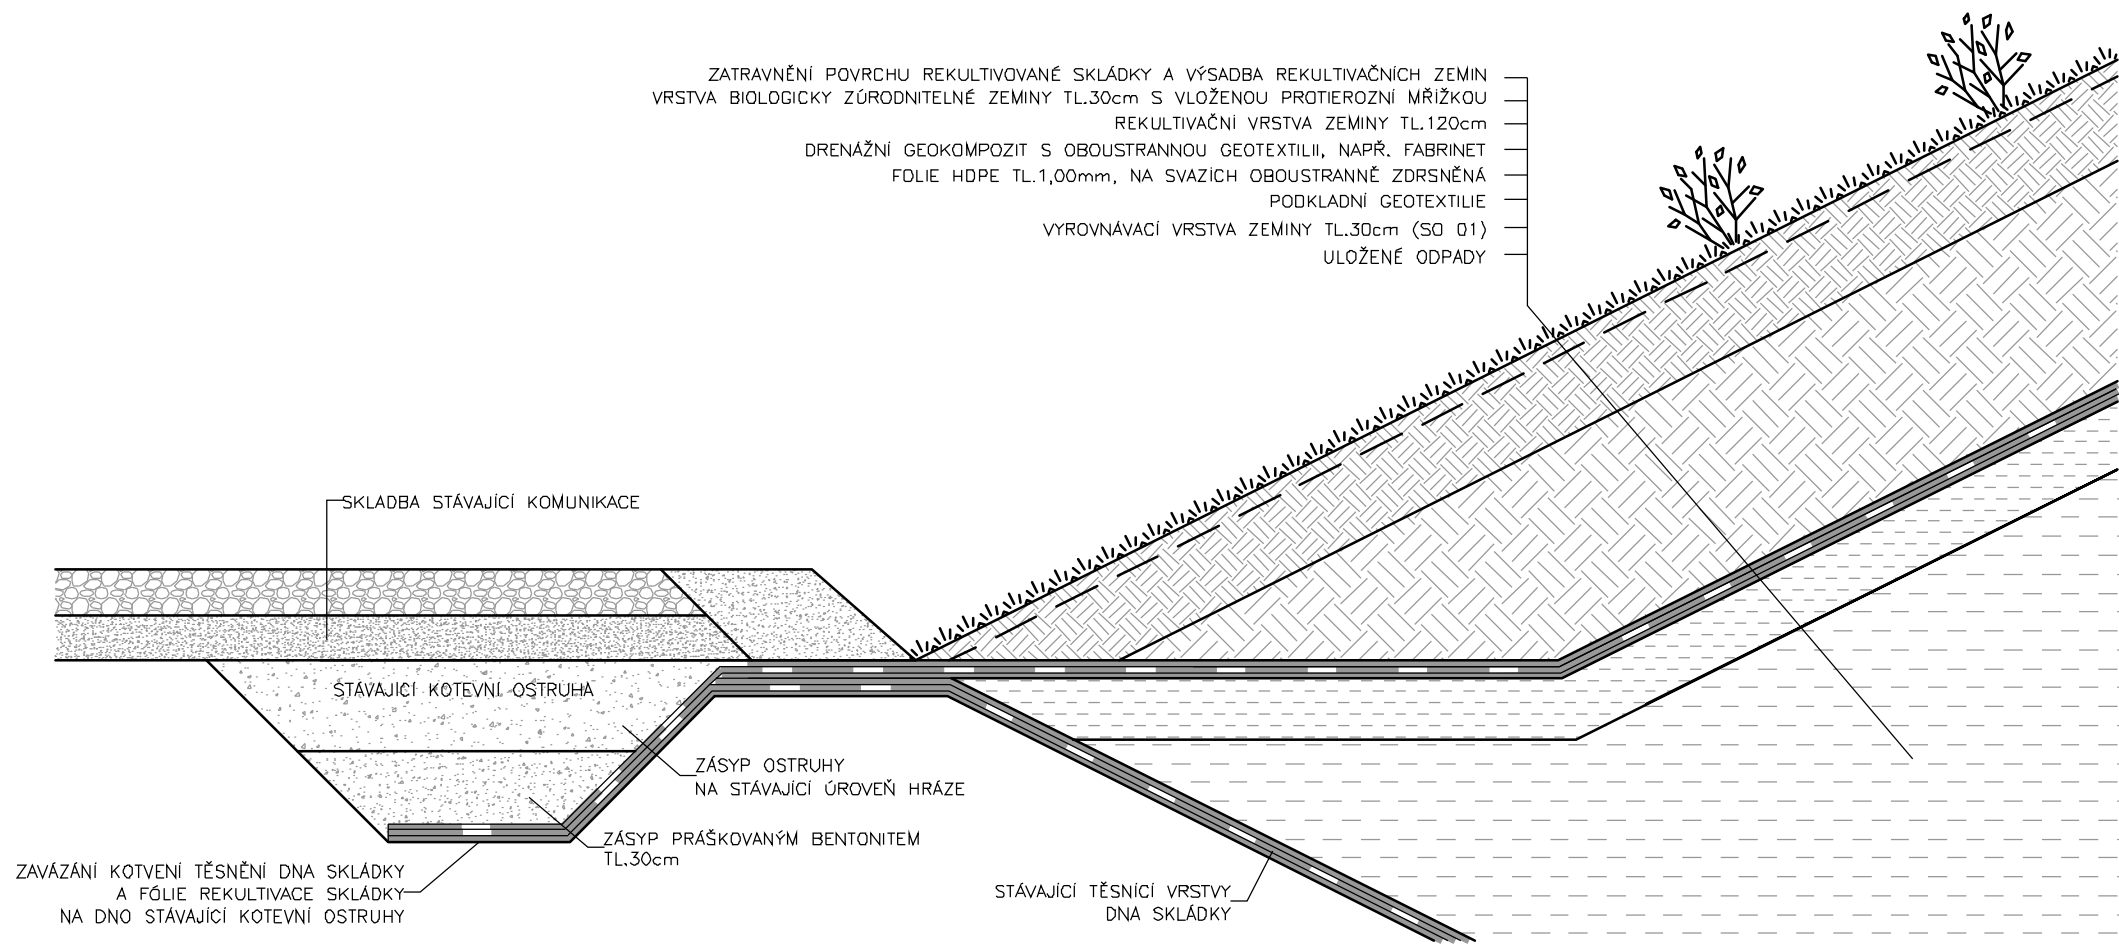 ZATRAVNĚNÍ POVRCHU REKULTIVOVANÉ SKLÁDKY A VÝSADBA REKULTIVAČNÍCH ZEMIN
VRSTVA BIOLOGICKY ZÚRODNITELNÉ ZEMINY TL.30cm S VLOŽENOU PROTIEROZNÍ MŘÍŽKOU
REKULTIVAČNÍ VRSTVA ZEMINY TL.120cm
DRENÁŽNÍ GEOKOMPOZIT S OBOUSTRANNOU GEOTEXTILIÍ, NAPŘ. FABRINET
FOLIE HDPE TL.1,00mm, NA SVAZÍCH OBOUSTRANNĚ ZDRSNĚNÁ
PODKLADNÍ GEOTEXTILIE
VYROVNÁVACÍ VRSTVA ZEMINY TL.30cm (SO 01)
ULOŽENÉ ODPADY
SKLADBA STÁVAJÍCÍ KOMUNIKACE
STÁVAJÍCÍ KOTEVNÍ OSTRUHA
ZÁSYP OSTRUHY
NA STÁVAJÍCÍ ÚROVEŇ HRÁZE
ZÁSYP PRÁŠKOVANÝM BENTONITEM
TL.30cm
ZAVÁZÁNÍ KOTVENÍ TĚSNĚNÍ DNA SKLÁDKY
A FÓLIE REKULTIVACE SKLÁDKY
NA DNO STÁVAJÍCÍ KOTEVNÍ OSTRUHY
STÁVAJÍCÍ TĚSNÍCÍ VRSTVY
DNA SKLÁDKY